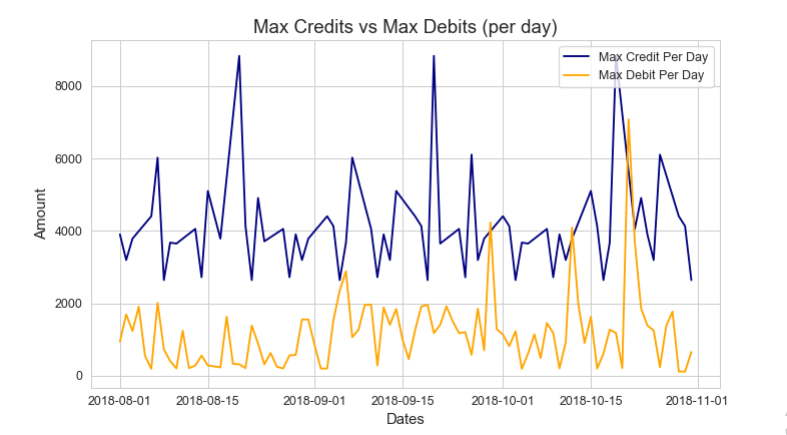 Max Credits vs Max Debits (per day)
Max Credit Per Day
Max Debit Per Day
8000
6000
4000
2000
0
Amount
2018-08-01 2018-08-15 2018-09-01 2018-09-15 2018-10-01 2018-10-15 2018-11-01
Dates